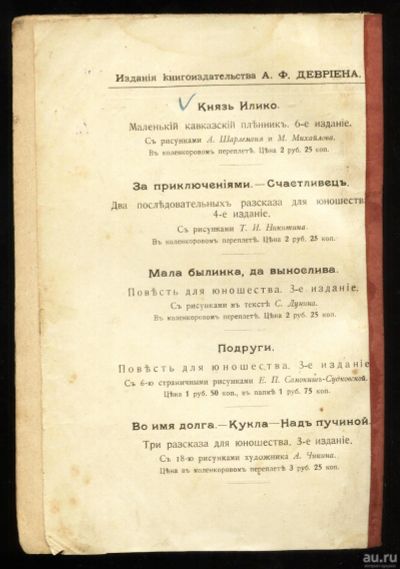 Изданія книгоиздательства А. Ф. ДЕВРІЕНА.
Князь Илико.
Маленькій кавказскій плѣнникъ. 6-е изданіе.
Съ рисунками А. Шарлеманя и М. Михайлова.
Въ коленкоровомъ переплетѣ. Цѣна 2 руб. 25 коп.
За приключеніями.—Счастливецъ.
Два послѣдовательныхъ разсказа для юношеств
4-е изданіе.
Съ рисунками Т. И. Никитина.
Въ коленкоровомъ переплетѣ. Цѣна 2 руб. 25 коп.
Мала былинка, да вынослива.
Повѣсть для юношества. 3-е изданіе.
Съ рисунками въ текстѣ С. Дудина.
Въ коленкоровомъ переплетѣ. Цѣна 2 руб. 25 коп.
Подруги.
Повѣсть для юношества. 3-е изданіе
Съ 6-ю страничными рисунками Е. П. Самокишъ-Судковской.
Цѣна 1 руб. 50 коп., въ папкѣ 1 руб. 75 коп.
Во имя долга.—Кукла—Надъ пучиной.
Три разсказа для юношества. 3-е изданіе.
Съ 18-ю рисунками художника А. Чикина.
Цѣна въ коленкоровомъ переплетѣ 3 руб. 25 коп.
au.ru